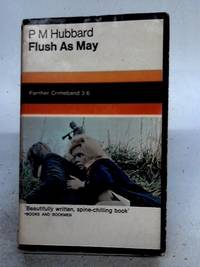 P M Hubbard
Flush As May
Panther Crimeband 3/6
'Beautifully written, spine-chilling book'
-BOOKS AND BOOKMEN